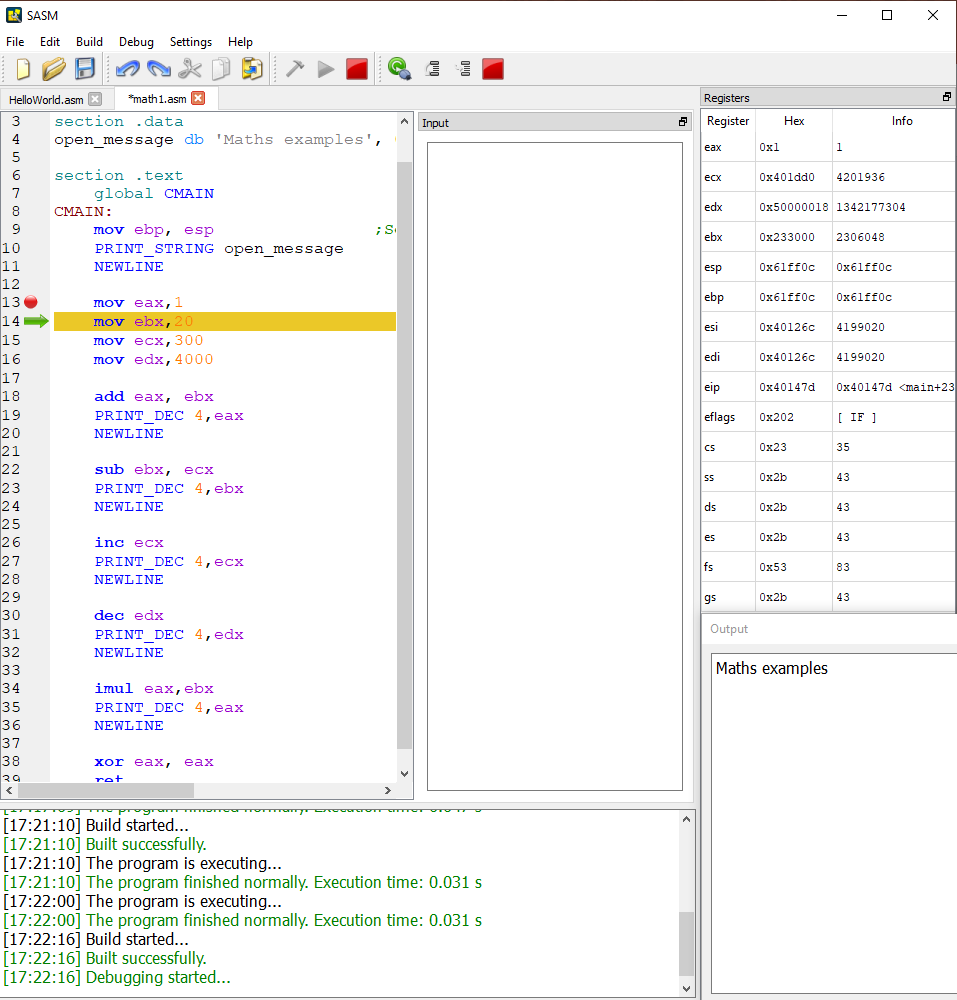 SASM
File Edit Build Debug Settings Help
HelloWorld.asm *math1.asm
3 section .data
4 open_message db 'Maths examples',
5
6 section .text
7 global CMAIN
8 CMAIN:
9 mov ebp, esp
10 PRINT_STRING open_message
11 NEWLINE
12
13 mov eax,1
14 mov ebx,20
15 mov ecx,300
16 mov edx,4000
17
18 add eax, ebx
19 PRINT_DEC 4,eax
20 NEWLINE
21
22 sub ebx, ecx
23 PRINT_DEC 4,ebx
24 NEWLINE
25
26 inc ecx
27 PRINT_DEC 4,ecx
28 NEWLINE
29
30 dec edx
31 PRINT_DEC 4,edx
32 NEWLINE
33
34 imul eax,ebx
35 PRINT_DEC 4,eax
36 NEWLINE
37
38 xor eax, eax
39 ret
Input
Registers
Register Hex Info
eax 0x1 1
ecx 0x401dd0 4201936
edx 0x50000018 1342177304
ebx 0x233000 2306048
esp 0x61ff0c 0x61ff0c
ebp 0x61ff0c 0x61ff0c
esi 0x40126c 4199020
edi 0x40126c 4199020
eip 0x40147d 0x40147d <main+23
eflags 0x202 [ IF ]
cs 0x23 35
ss 0x2b 43
ds 0x2b 43
es 0x2b 43
fs 0x53 83
gs 0x2b 43
Output
Maths examples
[17:21:10] Build started...
[17:21:10] Built successfully.
[17:21:10] The program is executing...
[17:21:10] The program finished normally. Execution time: 0.031 s
[17:22:00] The program is executing...
[17:22:00] The program finished normally. Execution time: 0.031 s
[17:22:16] Build started...
[17:22:16] Built successfully.
[17:22:16] Debugging started...